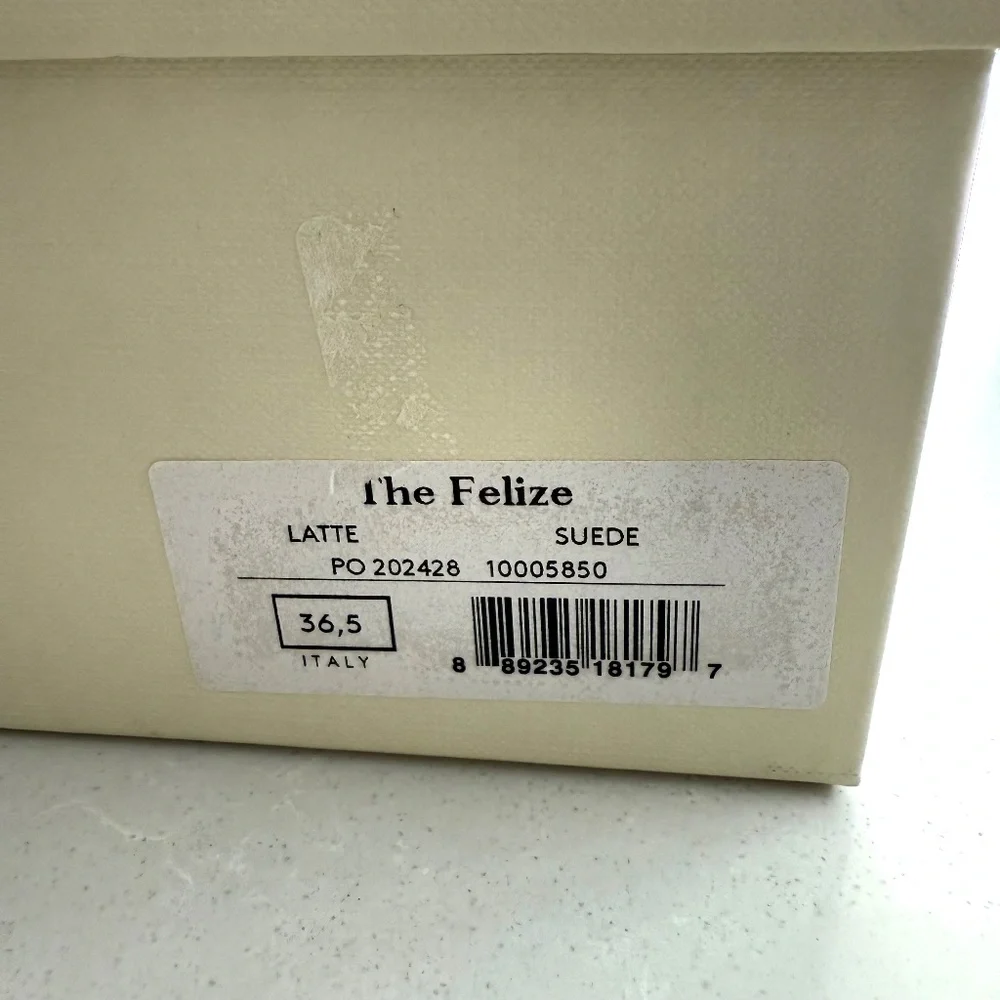 The Felize
LATTE SUEDE
PO 202428 10005850
36,5
ITALY
8 89235 18179 7